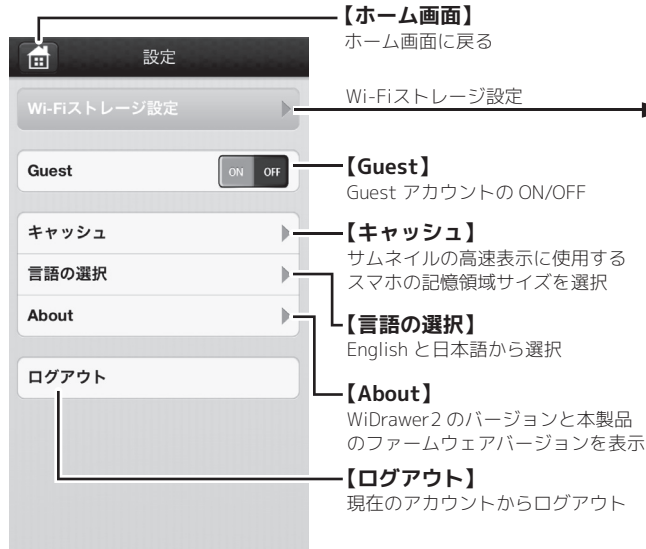 【ホーム画面】
ホーム画面に戻る
設定
Wi-Fiストレージ設定
Wi-Fiストレージ設定
Guest
ON OFF
【Guest】
Guest アカウントの ON/OFF
キャッシュ
【キャッシュ】
サムネイルの高速表示に使用する
スマホの記憶領域サイズを選択
言語の選択
【言語の選択】
English と日本語から選択
About
【About】
WiDrawer2 のバージョンと本製品
のファームウェアバージョンを表示
ログアウト
【ログアウト】
現在のアカウントからログアウト